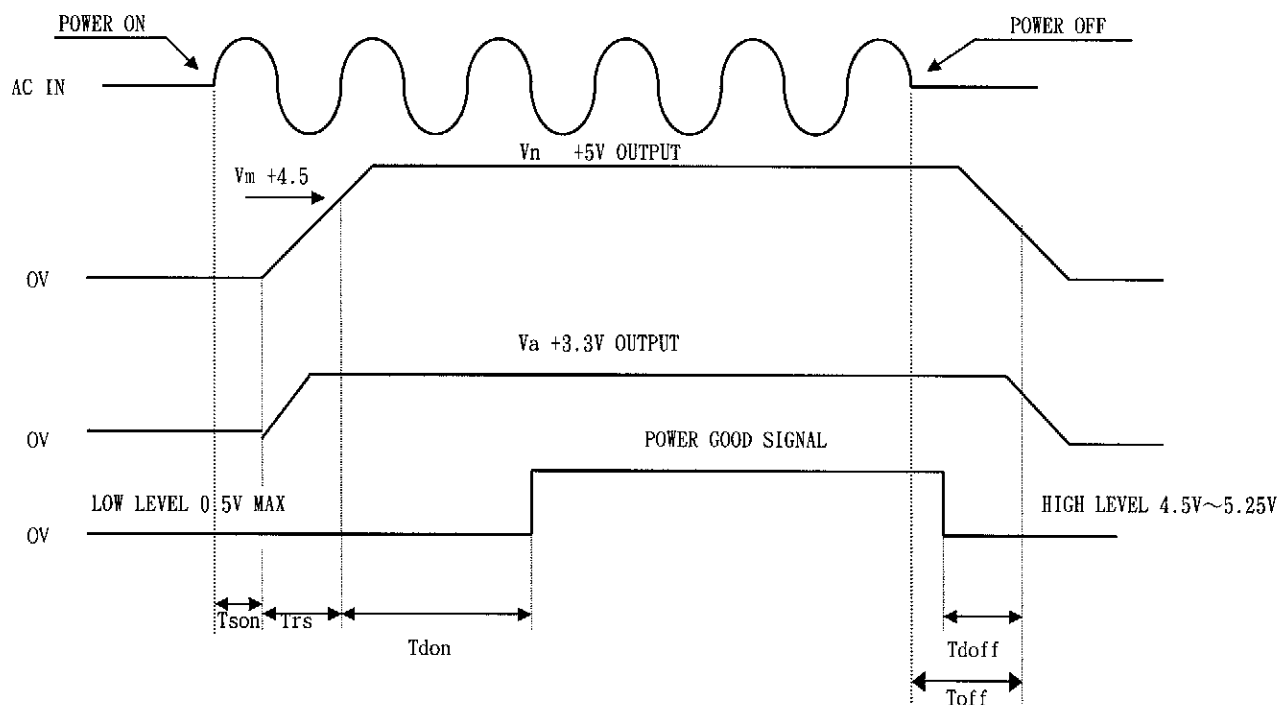 POWER ON
POWER OFF
AC IN
Vn +5V OUTPUT
Vm +4.5
OV
Va +3.3V OUTPUT
OV
POWER GOOD SIGNAL
LOW LEVEL 0 5V MAX
HIGH LEVEL 4.5V～5.25V
OV
Tson
Trs
Tdon
Tdoff
Toff